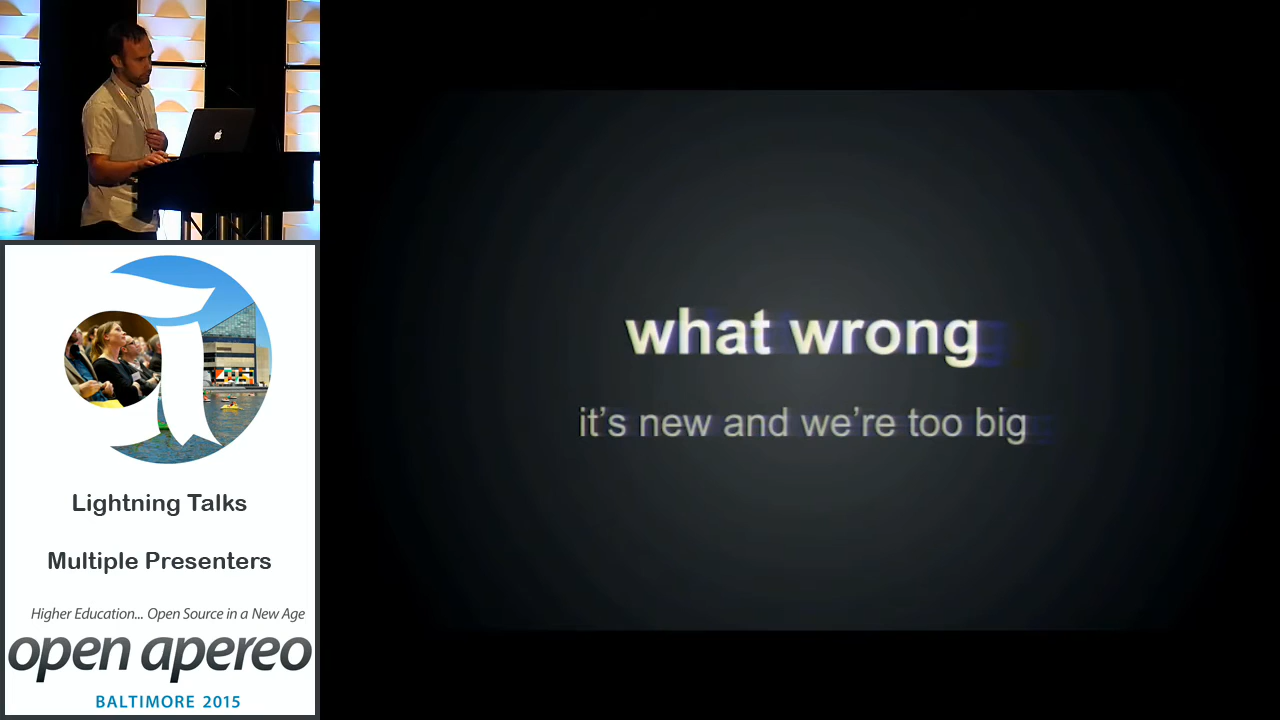 what wrong
it’s new and we’re too big
Lightning Talks
Multiple Presenters
Higher Education... Open Source in a New Age
open apereo
BALTIMORE 2015